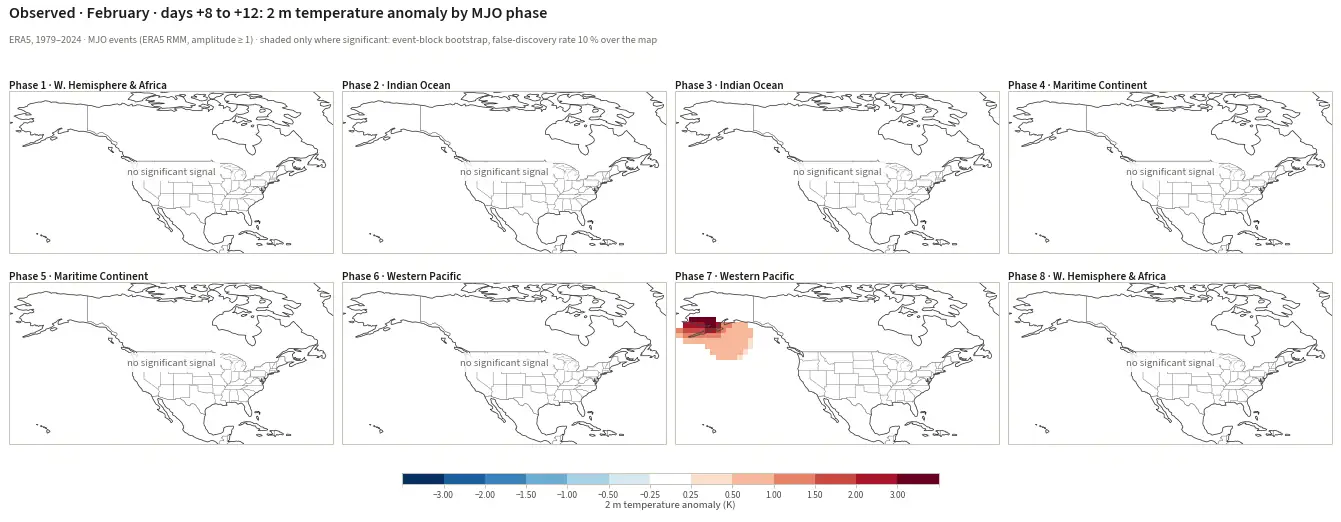 Observed · February · days +8 to +12: 2 m temperature anomaly by MJO phase
ERA5, 1979–2024 · MJO events (ERA5 RMM, amplitude ≥ 1) · shaded only where significant: event-block bootstrap, false-discovery rate 10 % over the map
Phase 1 · W. Hemisphere & Africa
Phase 2 · Indian Ocean
Phase 3 · Indian Ocean
Phase 4 · Maritime Continent
no significant signal
no significant signal
no significant signal
no significant signal
Phase 5 · Maritime Continent
Phase 6 · Western Pacific
Phase 7 · Western Pacific
Phase 8 · W. Hemisphere & Africa
no significant signal
no significant signal
no significant signal
−3.00 −2.00 −1.50 −1.00 −0.50 −0.25 0.25 0.50 1.00 1.50 2.00 3.00
2 m temperature anomaly (K)